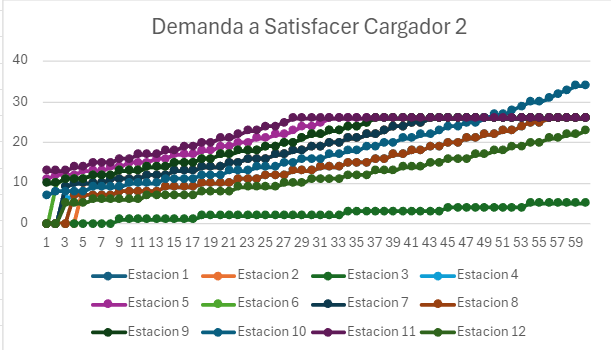 Demanda a Satisfacer Cargador 2
40
30
20
10
0
1 3 5 7 9 11 13 15 17 19 21 23 25 27 29 31 33 35 37 39 41 43 45 47 49 51 53 55 57 59
Estacion 1 Estacion 2 Estacion 3 Estacion 4
Estacion 5 Estacion 6 Estacion 7 Estacion 8
Estacion 9 Estacion 10 Estacion 11 Estacion 12